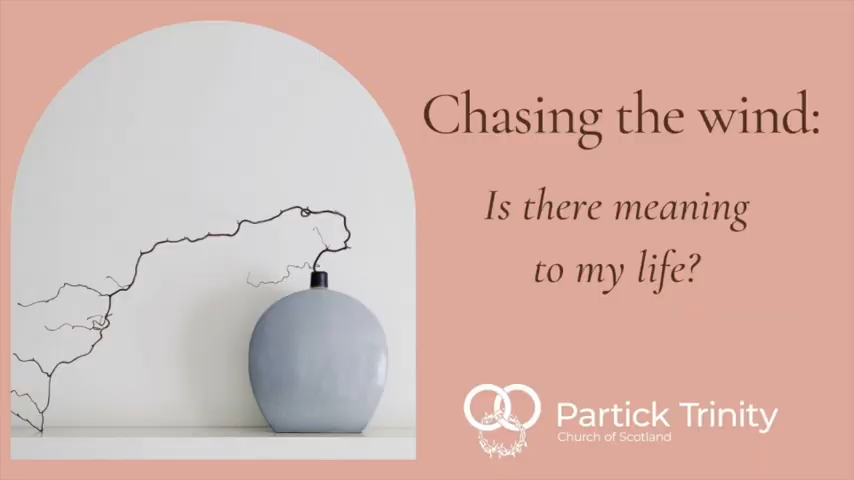 Chasing the wind:
Is there meaning
to my life?
Partick Trinity
Church of Scotland